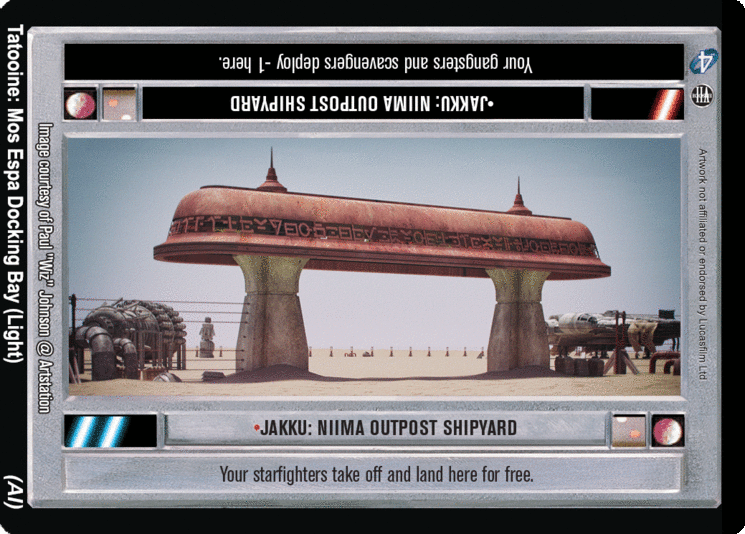 Your gangsters and scavengers deploy -1 here.
•JAKKU: NIIMA OUTPOST SHIPYARD
4
•JAKKU: NIIMA OUTPOST SHIPYARD
Your starfighters take off and land here for free.
Tatooine: Mos Espa Docking Bay (Light)
(AI)
Image courtesy of Paul "Wiz" Johnson @ Artstation
Artwork not affiliated or endorsed by Lucasfilm Ltd